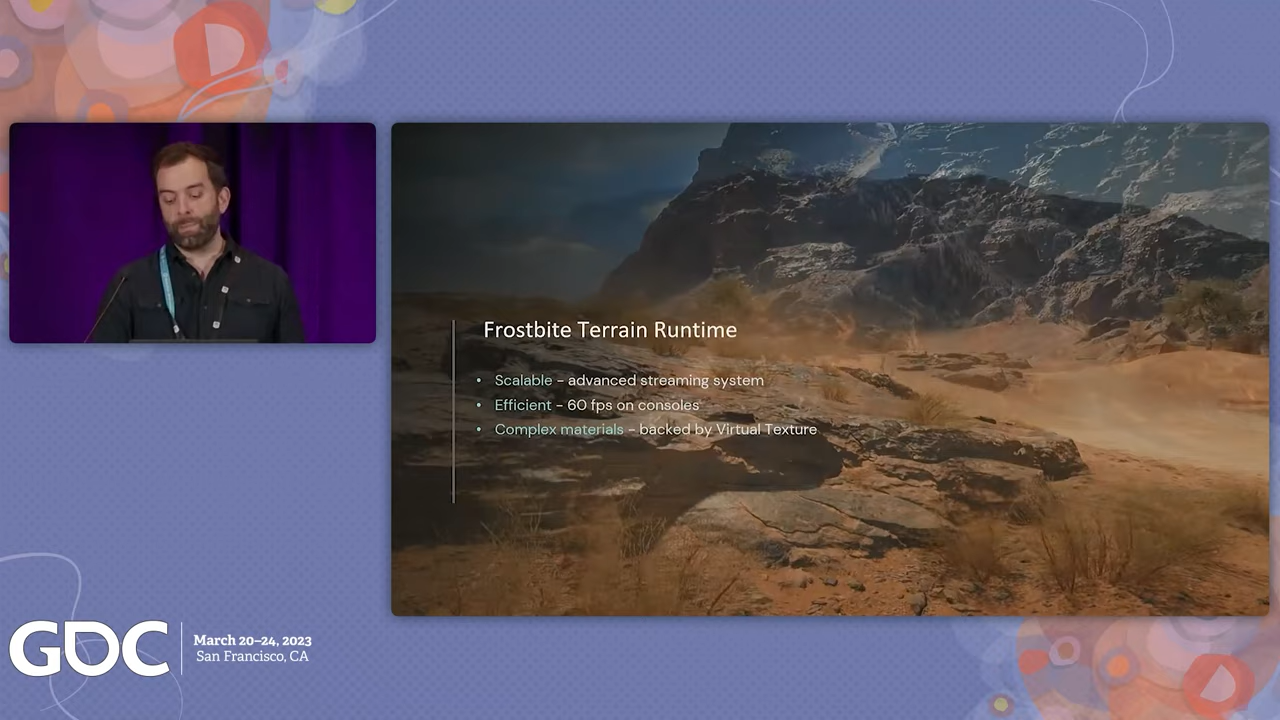 Frostbite Terrain Runtime
• Scalable - advanced streaming system
• Efficient - 60 fps on consoles
• Complex materials - backed by Virtual Texture
GDC
March 20-24, 2023
San Francisco, CA